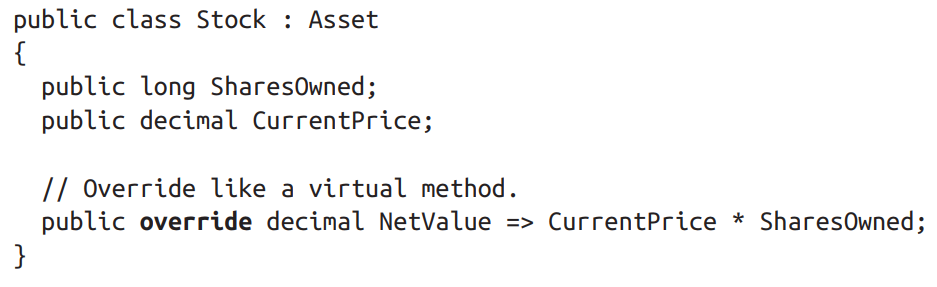 public class Stock : Asset
{
  public long SharesOwned;
  public decimal CurrentPrice;

  // Override like a virtual method.
  public override decimal NetValue => CurrentPrice * SharesOwned;
}